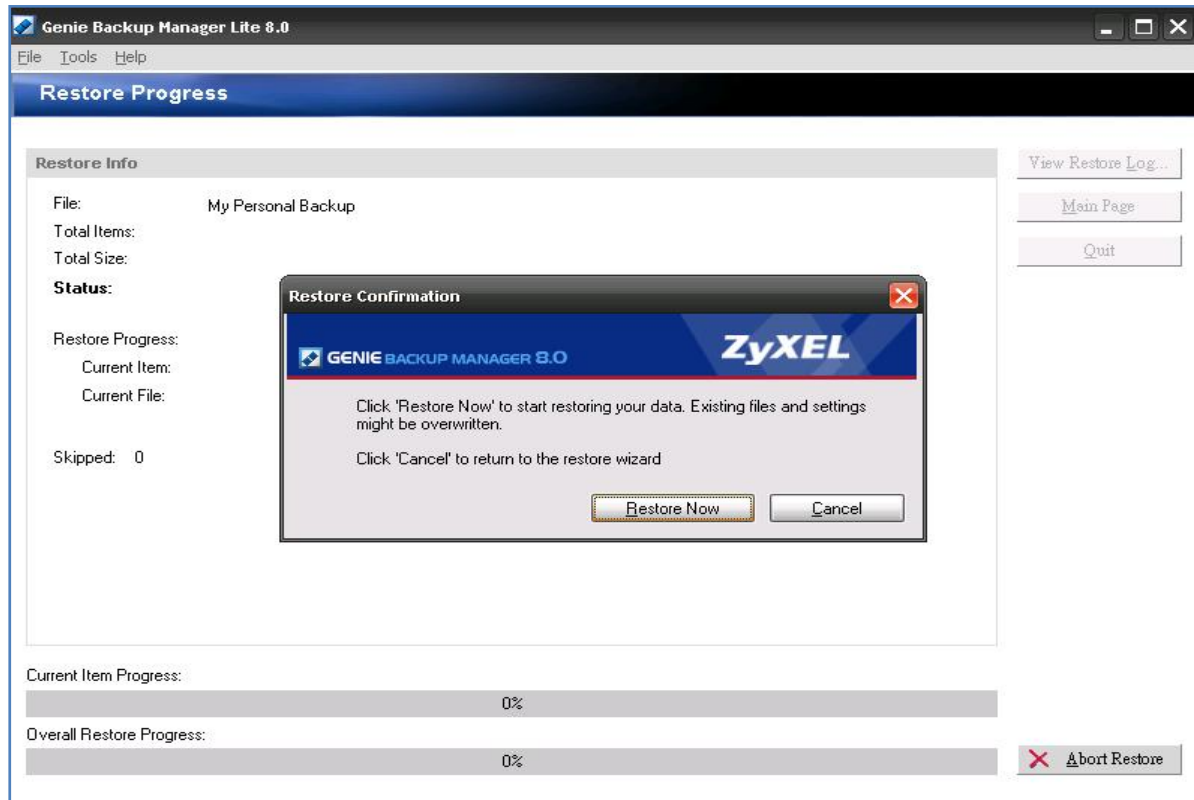 Genie Backup Manager Lite 8.0
File Tools Help
Restore Progress
Restore Info
File: My Personal Backup
Total Items:
Total Size:
Status:
Restore Progress:
Current Item:
Current File:
Skipped: 0
View Restore Log...
Main Page
Quit
Restore Confirmation
GENIE BACKUP MANAGER 8.0
ZyXEL
Click 'Restore Now' to start restoring your data. Existing files and settings
might be overwritten.
Click 'Cancel' to return to the restore wizard
Restore Now Cancel
Current Item Progress:
0%
Overall Restore Progress:
0%
Abort Restore